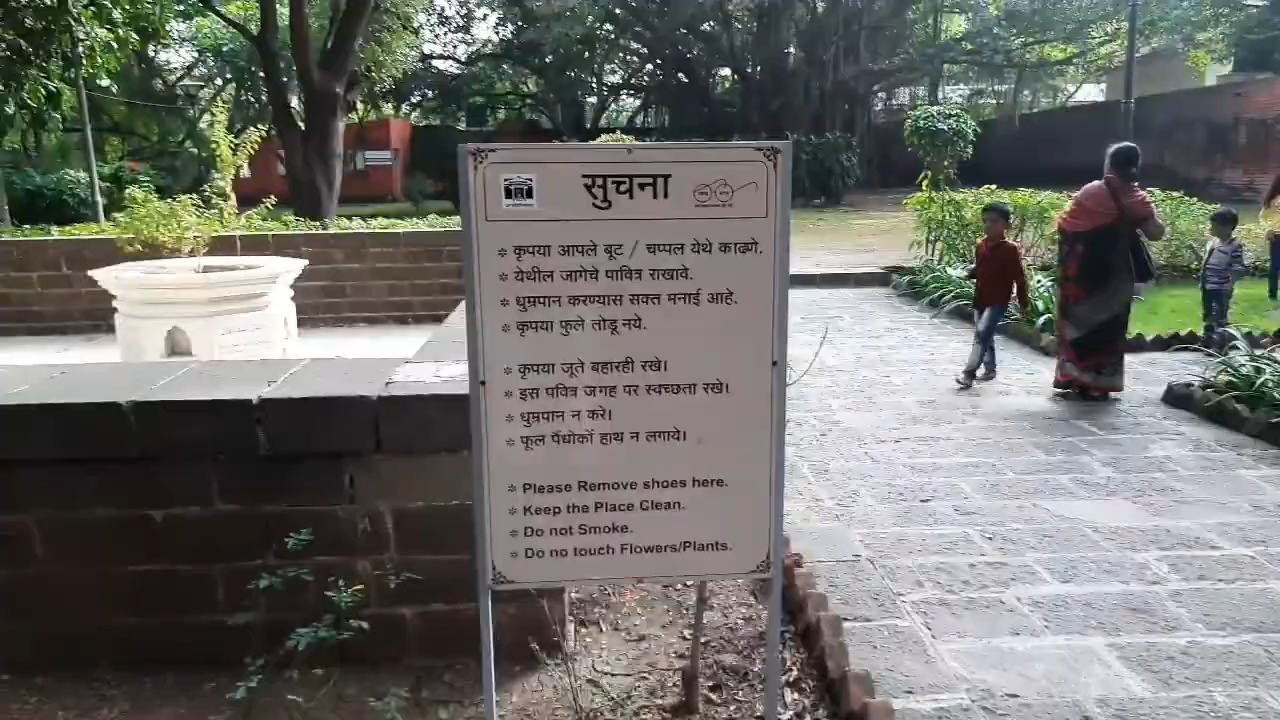 सुचना
* कृपया आपले बूट / चप्पल येथे काढणे.
* येथील जागेचे पावित्र राखावे.
* धुम्रपान करण्यास सक्त मनाई आहे.
* कृपया फुले तोडू नये.
* कृपया जूते बहारही रखे।
* इस पवित्र जगह पर स्वच्छता रखे।
* धुम्रपान न करे।
* फूल पैंधोकों हाथ न लगाये।
* Please Remove shoes here.
* Keep the Place Clean.
* Do not Smoke.
* Do no touch Flowers/Plants.